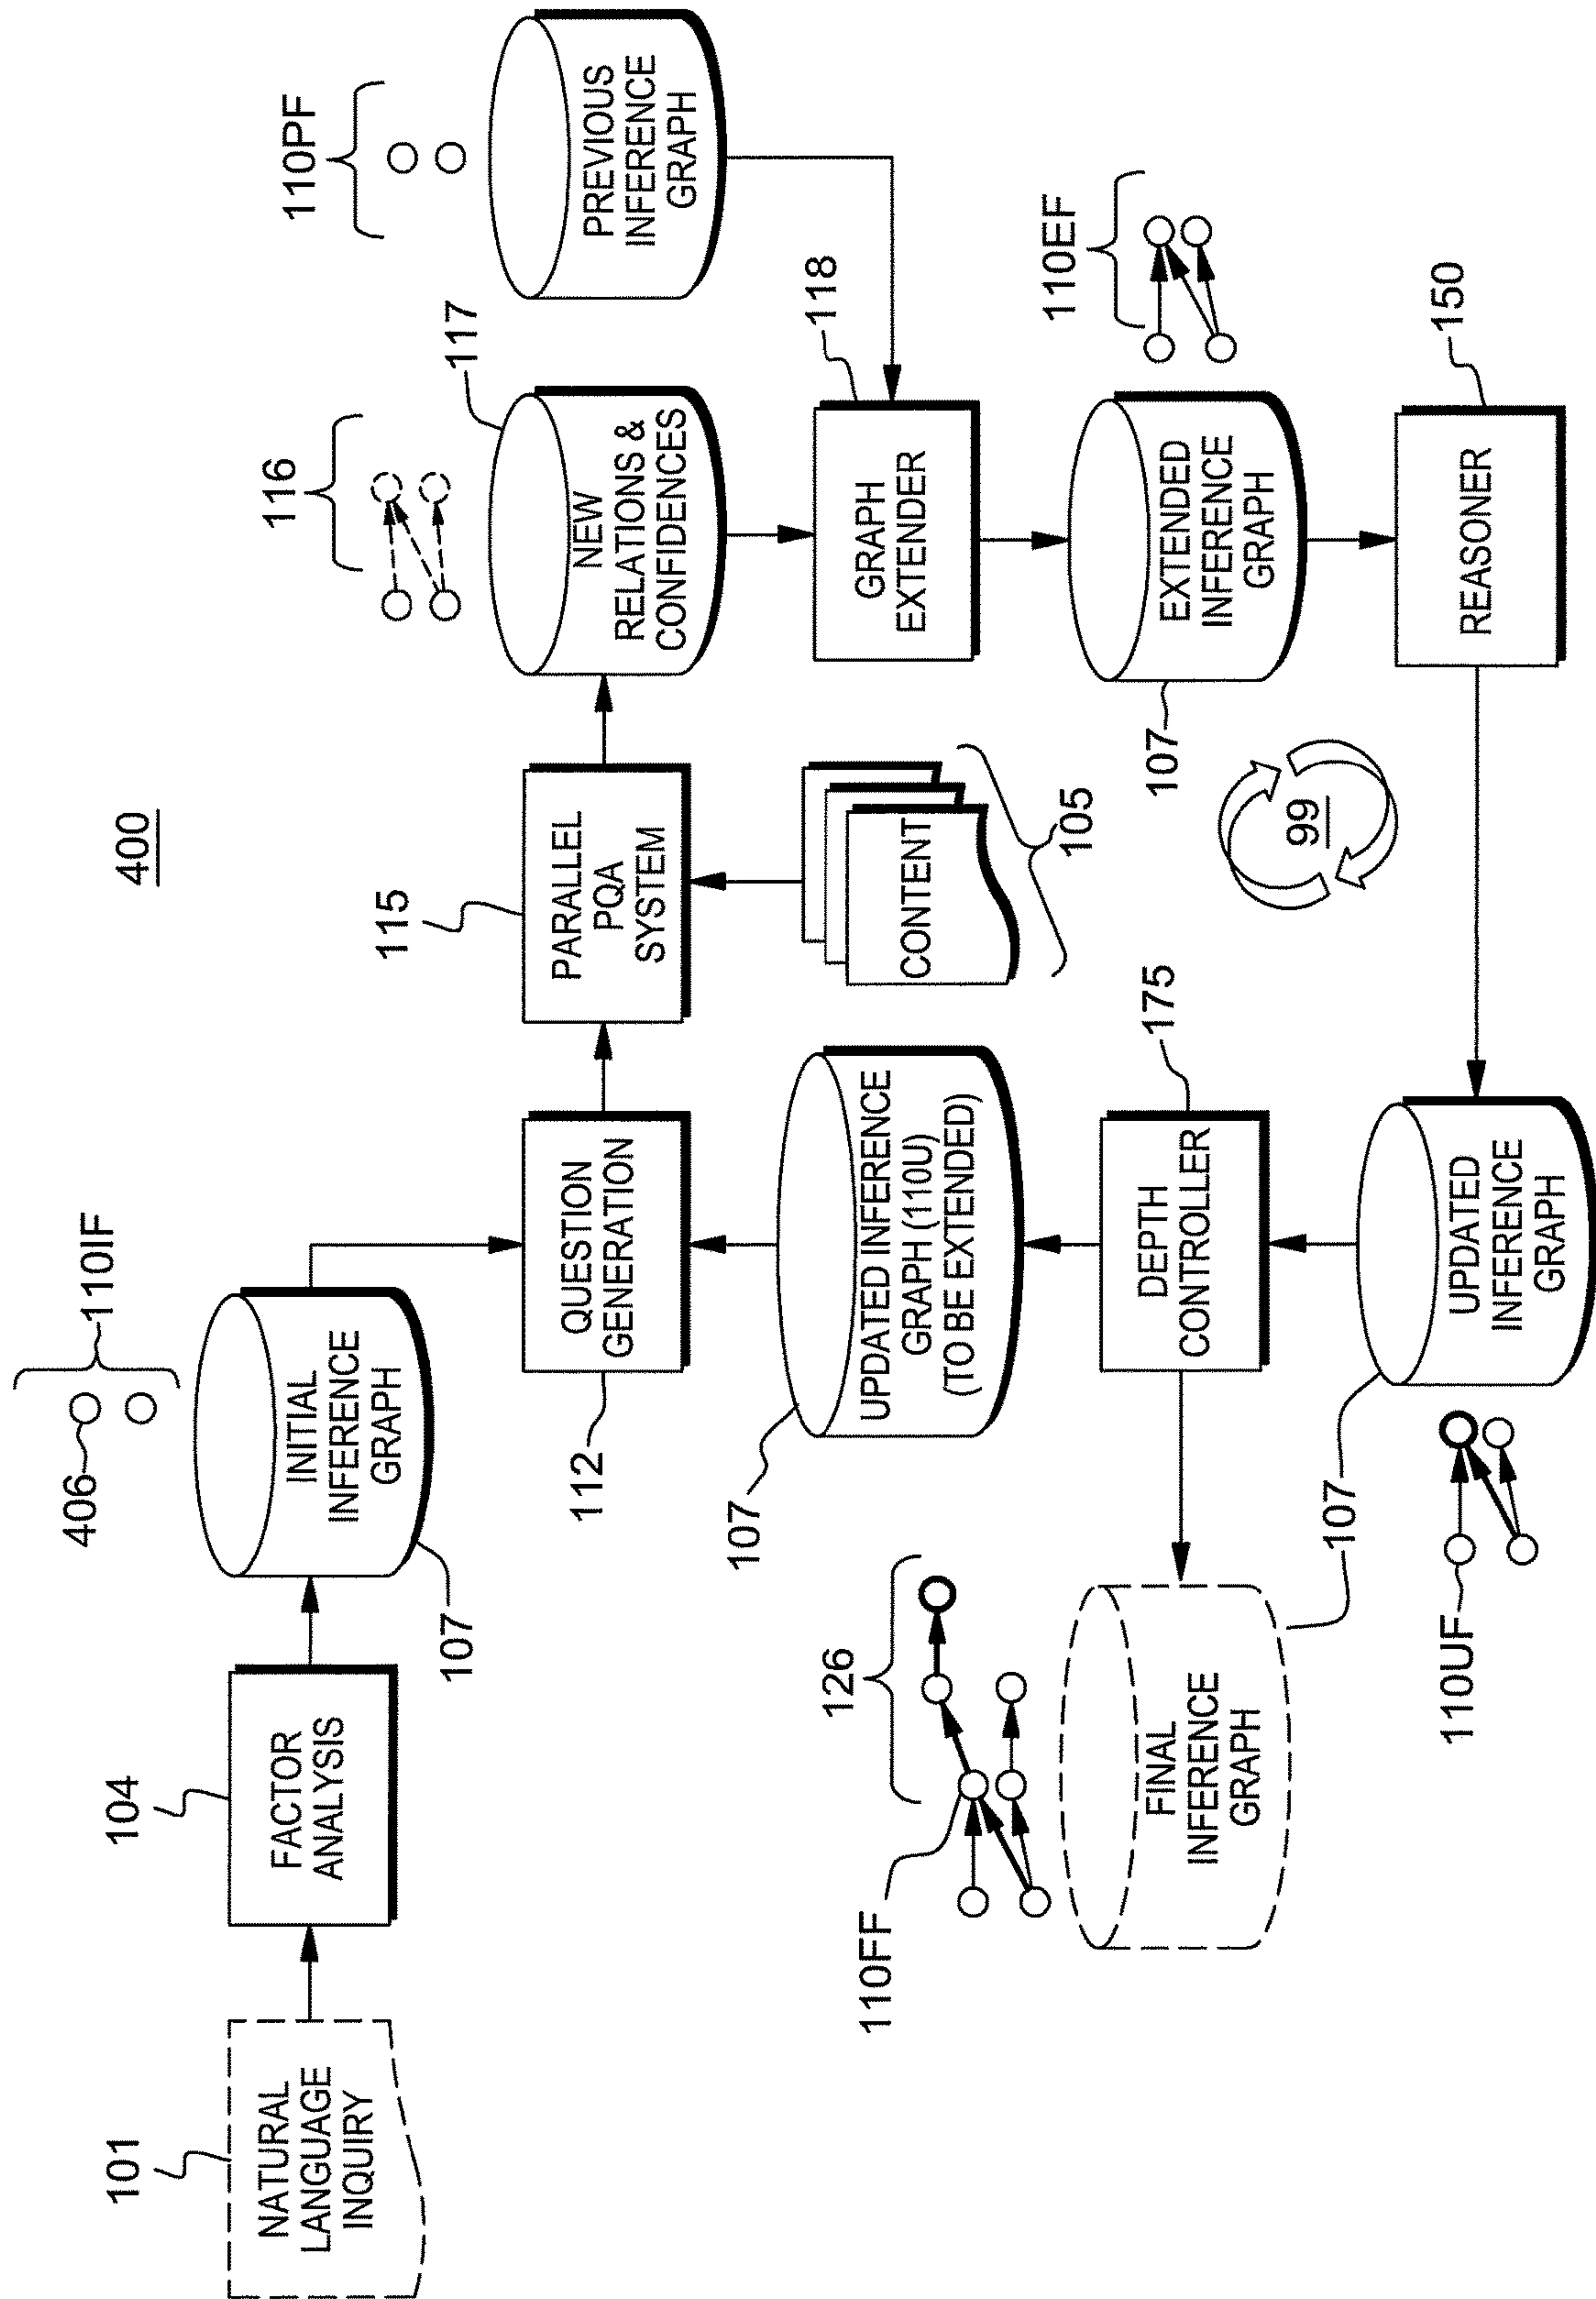 400
101
NATURAL
LANGUAGE
INQUIRY
104
FACTOR
ANALYSIS
406
110IF
INITIAL
INFERENCE
GRAPH
107
QUESTION
GENERATION
112
115
PARALLEL
PQA
SYSTEM
CONTENT
105
116
117
NEW
RELATIONS &
CONFIDENCES
110PF
PREVIOUS
INFERENCE
GRAPH
118
GRAPH
EXTENDER
110EF
EXTENDED
INFERENCE
GRAPH
107
150
REASONER
99
UPDATED INFERENCE
GRAPH (110U)
(TO BE EXTENDED)
107
175
DEPTH
CONTROLLER
UPDATED
INFERENCE
GRAPH
107
110UF
126
110FF
FINAL
INFERENCE
GRAPH